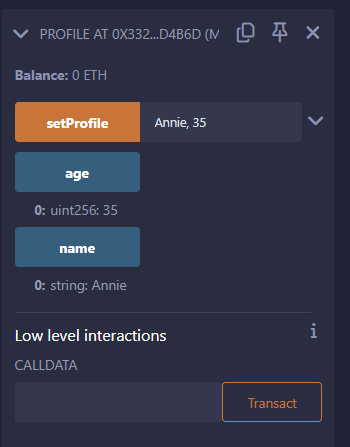 PROFILE AT 0X332...D4B6D (M
Balance: 0 ETH
setProfile Annie, 35
age
0: uint256: 35
name
0: string: Annie
Low level interactions i
CALLDATA
Transact